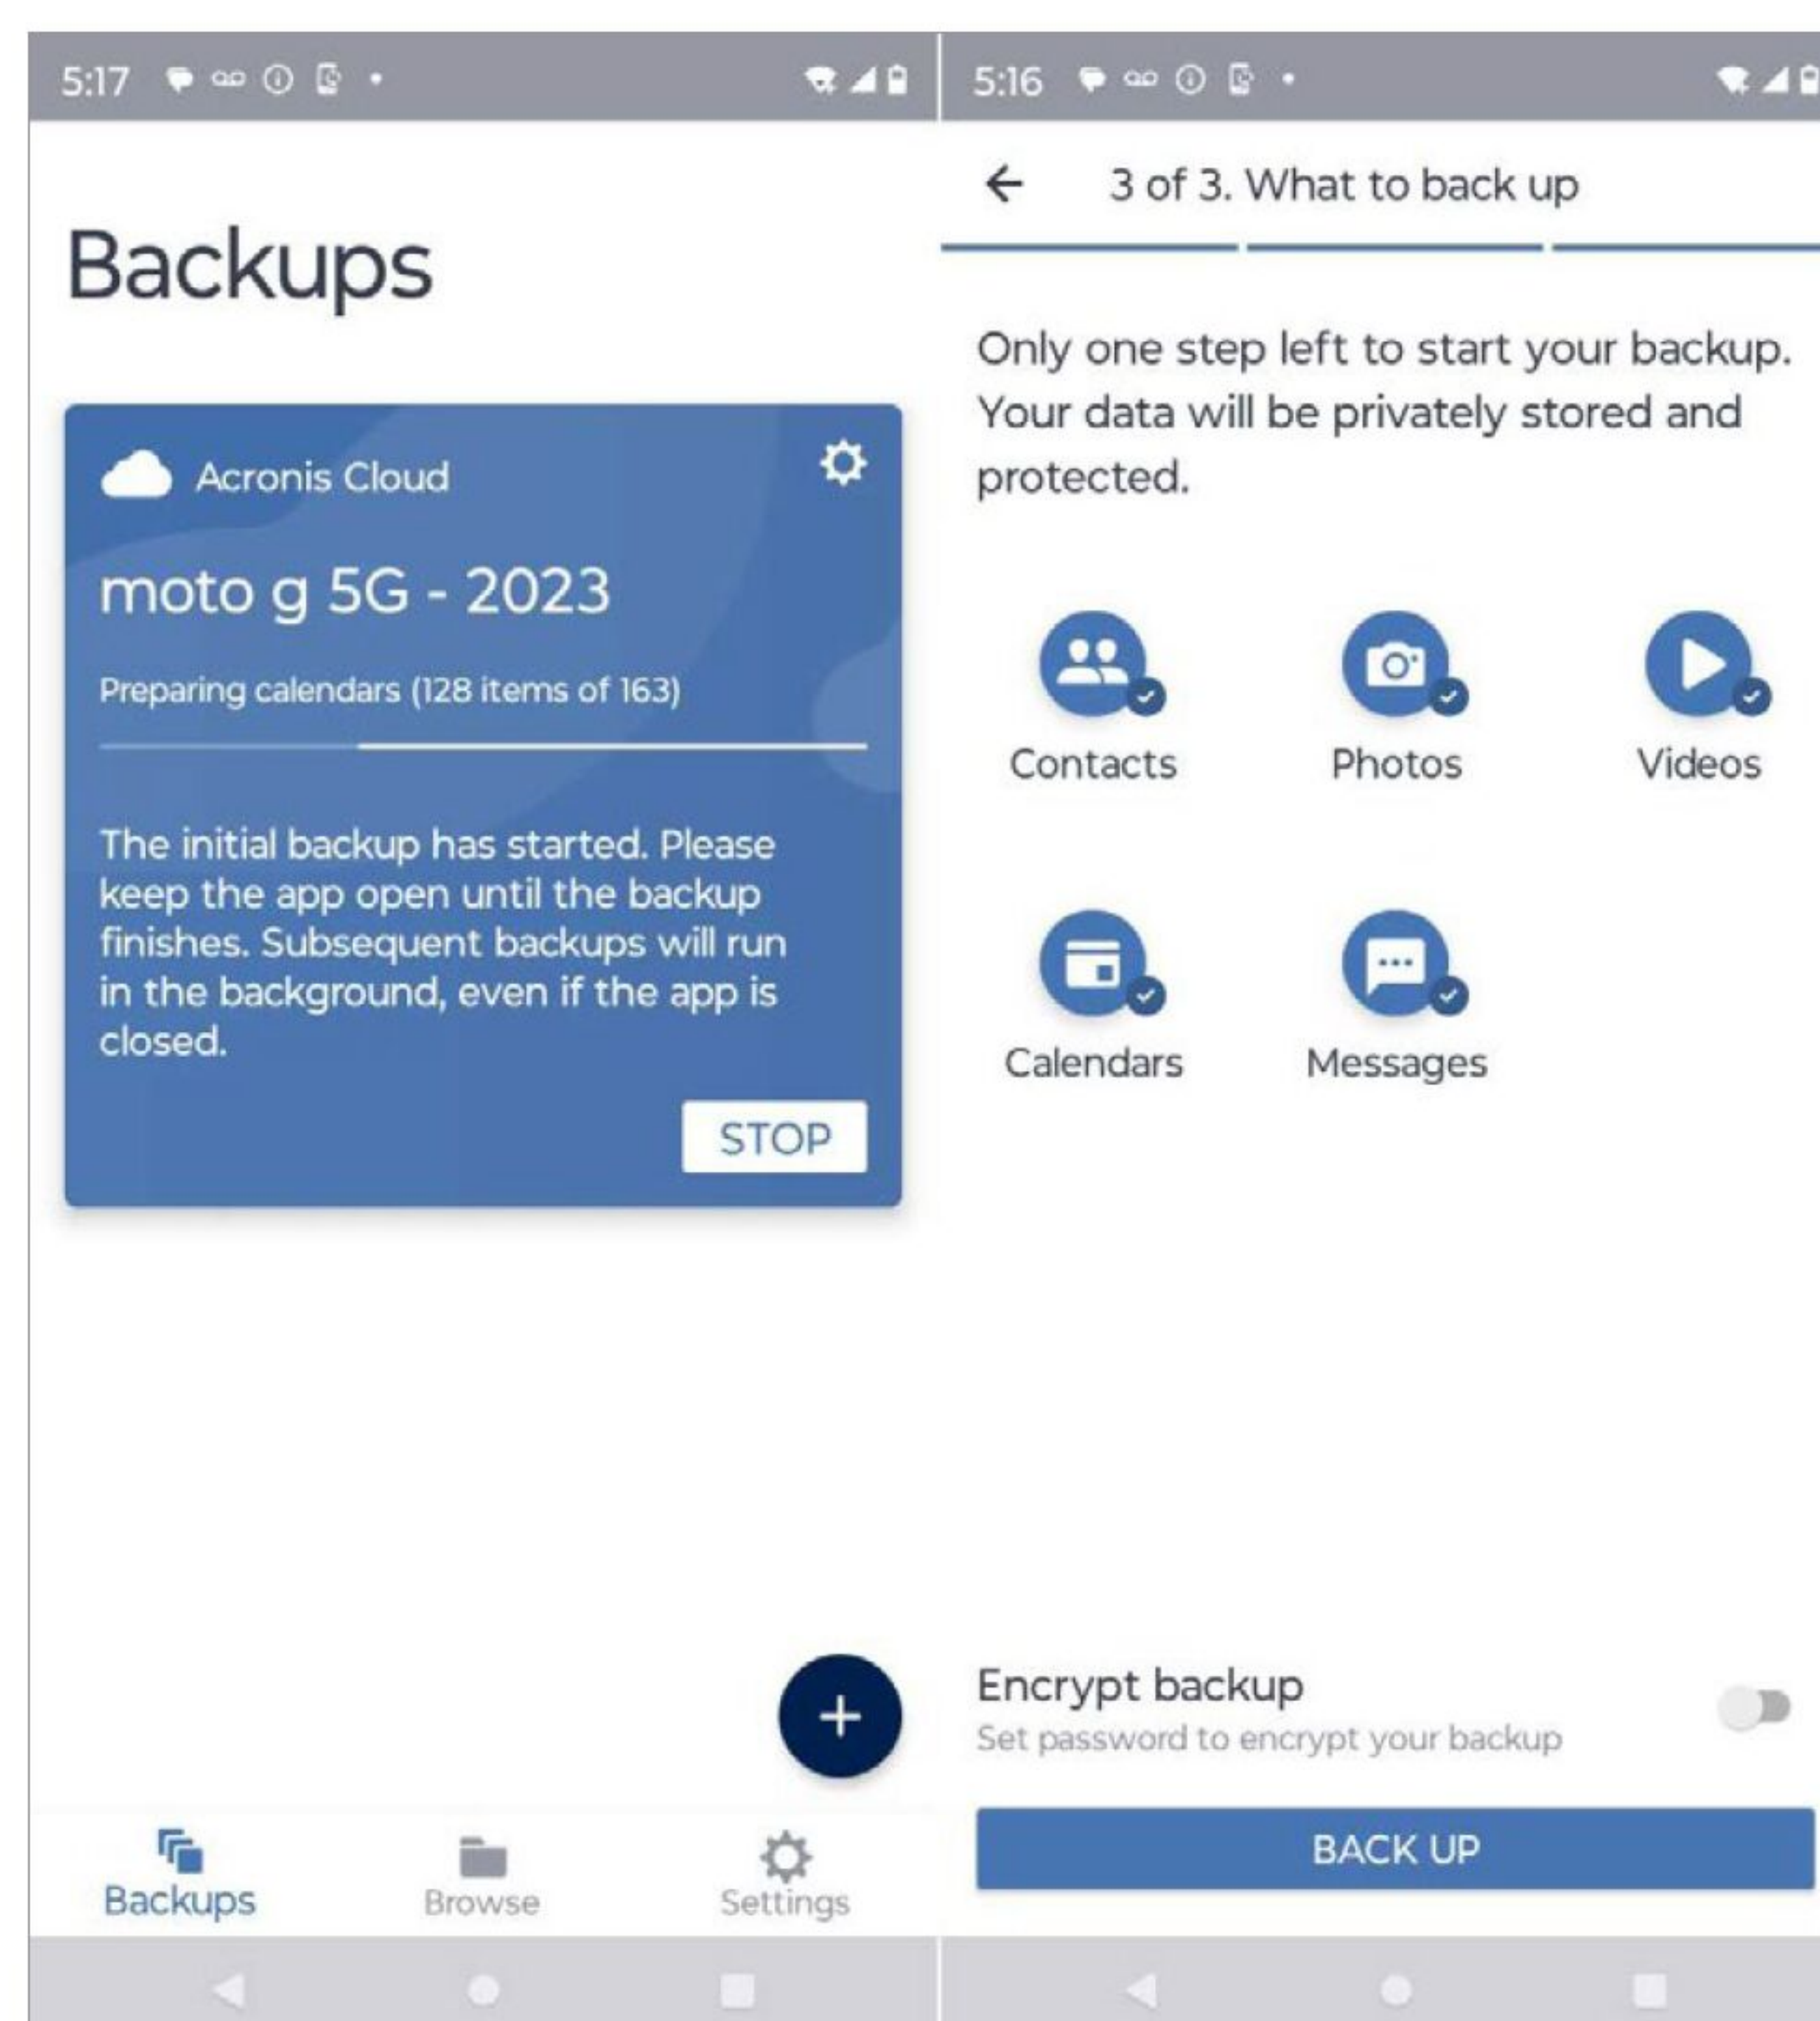 5:17
Backups
Acronis Cloud
moto g 5G - 2023
Preparing calendars (128 items of 163)
The initial backup has started. Please
keep the app open until the backup
finishes. Subsequent backups will run
in the background, even if the app is
closed.
STOP
Backups
Browse
Settings
5:16
3 of 3. What to back up
Only one step left to start your backup.
Your data will be privately stored and
protected.
Contacts
Photos
Videos
Calendars
Messages
Encrypt backup
Set password to encrypt your backup
BACK UP